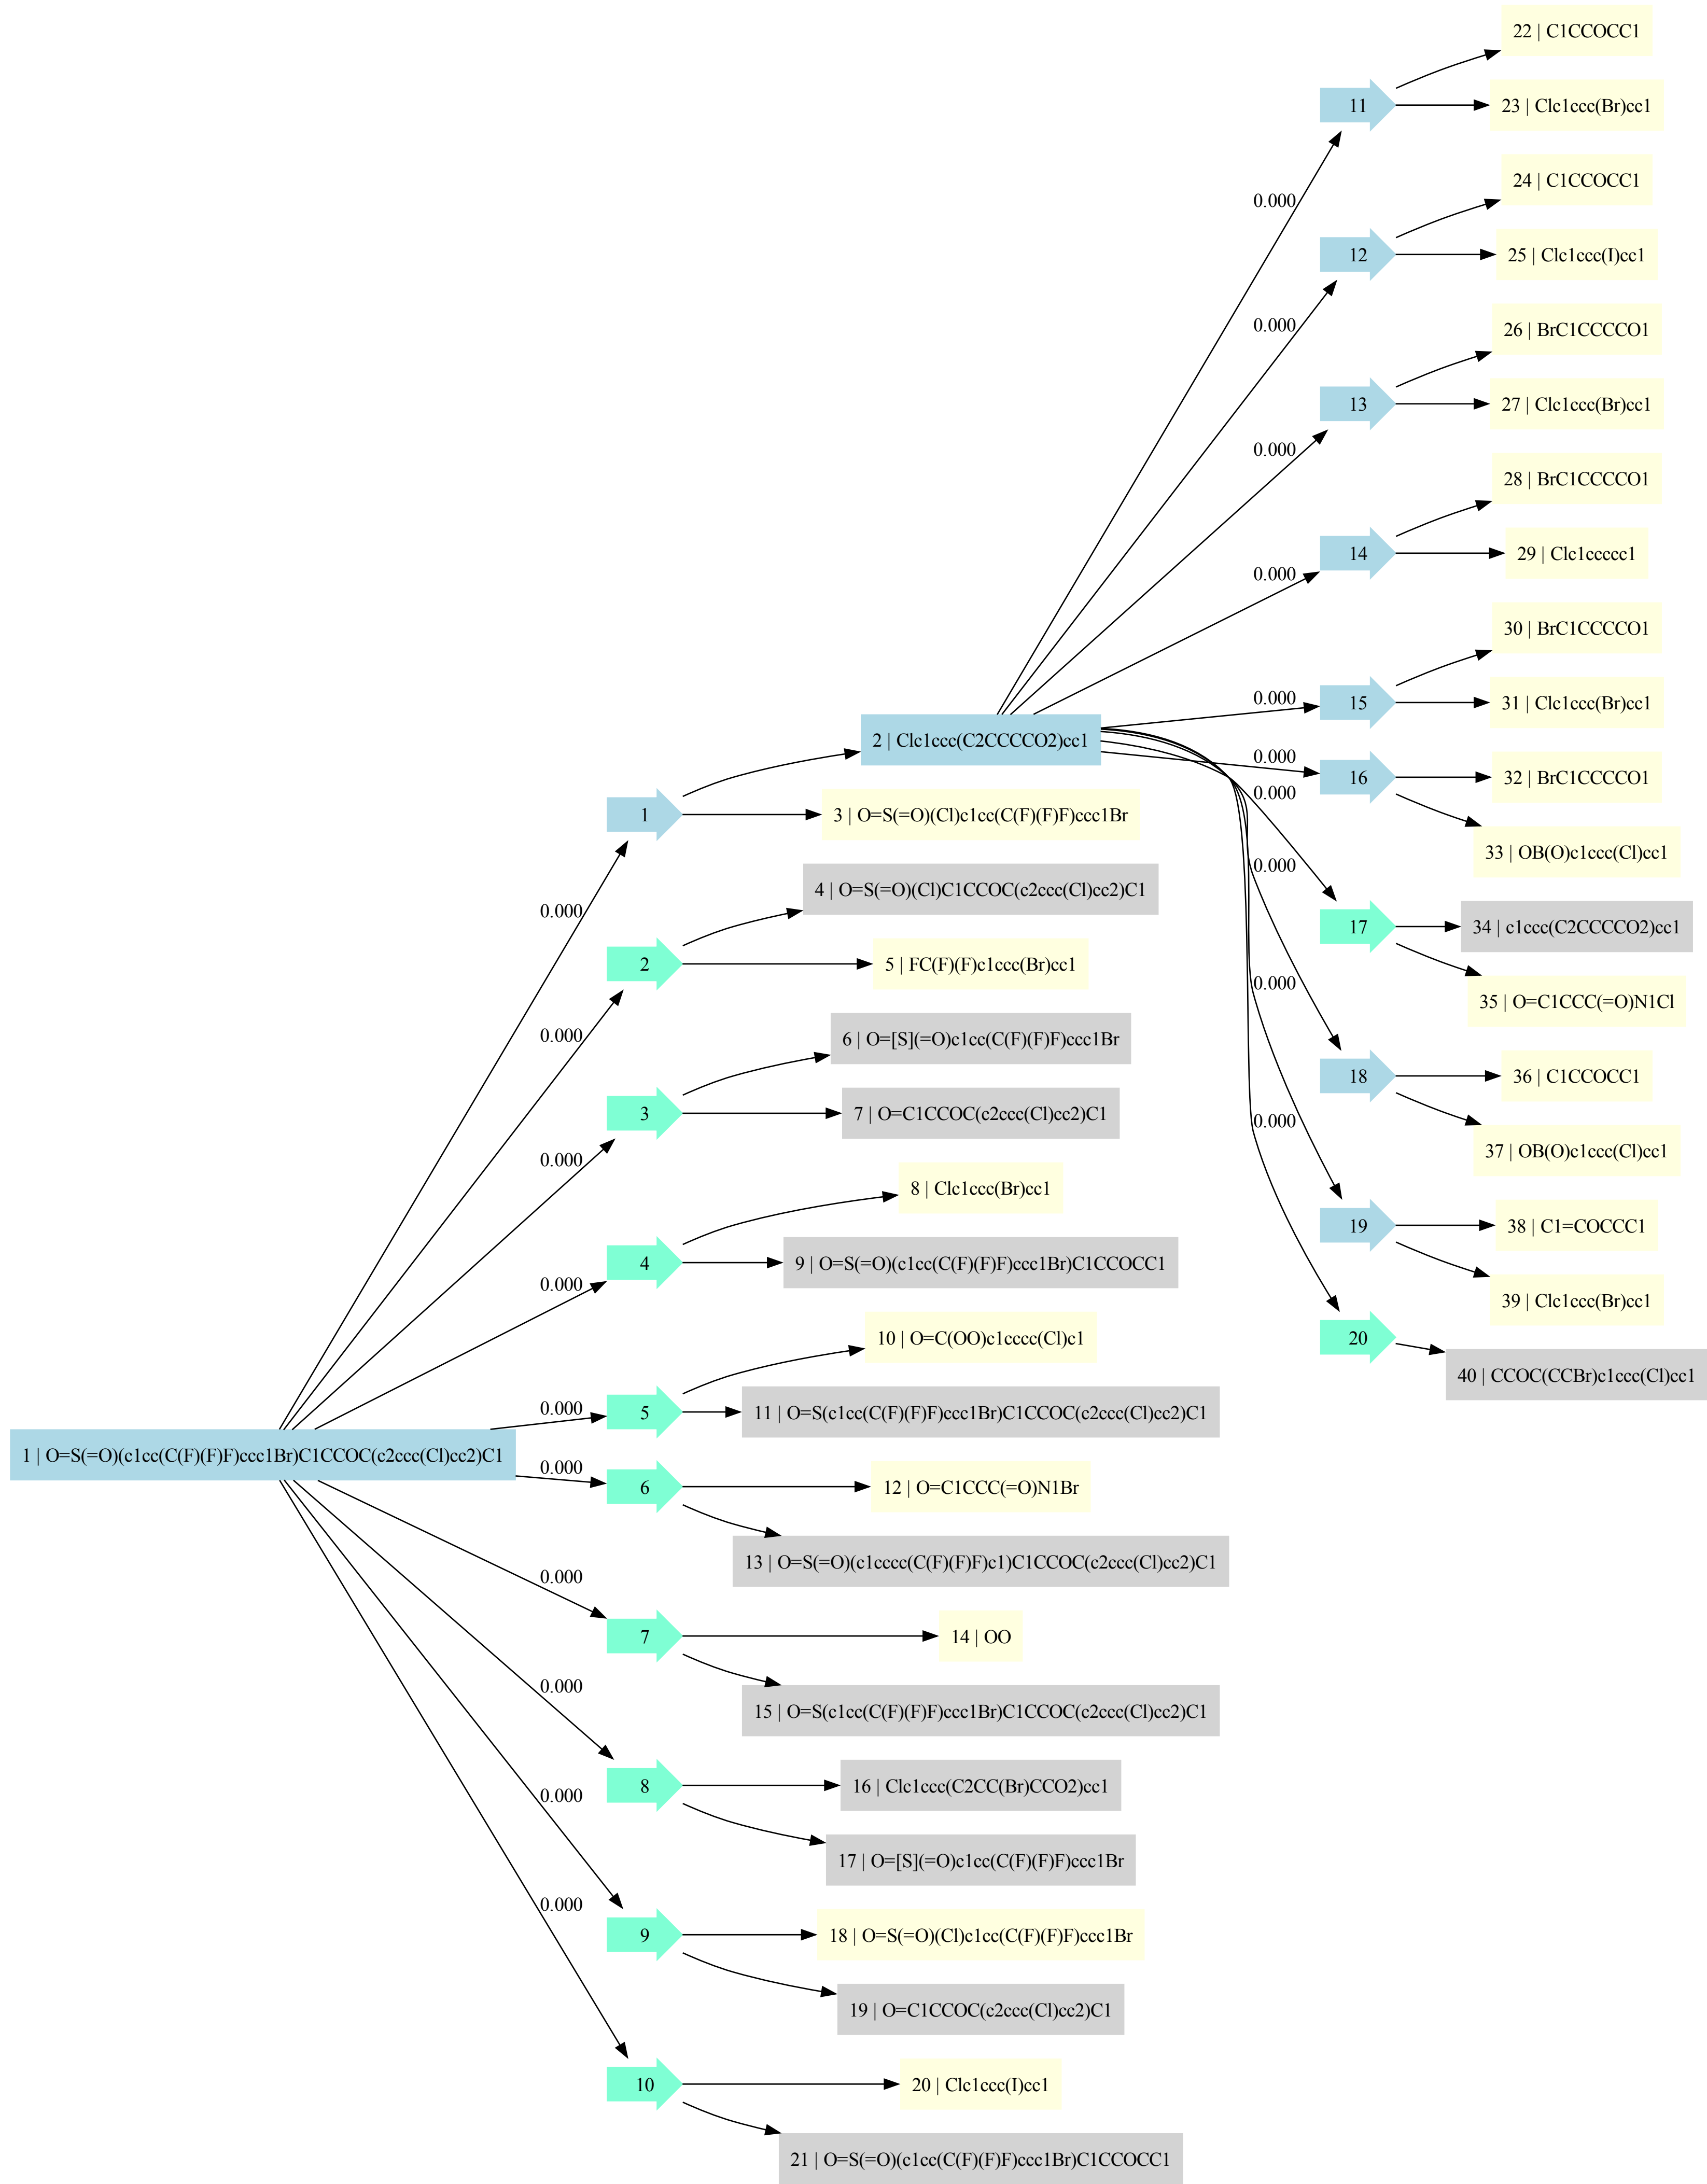 22 | C1CCOCC1
11
23 | Clc1ccc(Br)cc1
24 | C1CCOCC1
0.000
12
25 | Clc1ccc(I)cc1
0.000
26 | BrC1CCCCO1
13
27 | Clc1ccc(Br)cc1
0.000
28 | BrC1CCCCO1
14
29 | Clc1ccccc1
0.000
30 | BrC1CCCCO1
0.000
15
31 | Clc1ccc(Br)cc1
2 | Clc1ccc(C2CCCCO2)cc1
0.000
16
32 | BrC1CCCCO1
0.000
1
3 | O=S(=O)(Cl)c1cc(C(F)(F)F)ccc1Br
33 | OB(O)c1ccc(Cl)cc1
0.000
4 | O=S(=O)(Cl)C1CCOC(c2ccc(Cl)cc2)C1
0.000
17
34 | c1ccc(C2CCCCO2)cc1
2
5 | FC(F)(F)c1ccc(Br)cc1
0.000
35 | O=C1CCC(=O)N1Cl
0.000
6 | O=[S](=O)c1cc(C(F)(F)F)ccc1Br
18
36 | C1CCOCC1
3
7 | O=C1CCOC(c2ccc(Cl)cc2)C1
0.000
37 | OB(O)c1ccc(Cl)cc1
0.000
8 | Clc1ccc(Br)cc1
19
38 | C1=COCCC1
4
9 | O=S(=O)(c1cc(C(F)(F)F)ccc1Br)C1CCOCC1
0.000
39 | Clc1ccc(Br)cc1
10 | O=C(OO)c1cccc(Cl)c1
20
40 | CCOC(CCBr)c1ccc(Cl)cc1
0.000
5
11 | O=S(c1cc(C(F)(F)F)ccc1Br)C1CCOC(c2ccc(Cl)cc2)C1
1 | O=S(=O)(c1cc(C(F)(F)F)ccc1Br)C1CCOC(c2ccc(Cl)cc2)C1
0.000
6
12 | O=C1CCC(=O)N1Br
13 | O=S(=O)(c1cccc(C(F)(F)F)c1)C1CCOC(c2ccc(Cl)cc2)C1
0.000
7
14 | OO
15 | O=S(c1cc(C(F)(F)F)ccc1Br)C1CCOC(c2ccc(Cl)cc2)C1
0.000
8
16 | Clc1ccc(C2CC(Br)CCO2)cc1
0.000
17 | O=[S](=O)c1cc(C(F)(F)F)ccc1Br
0.000
9
18 | O=S(=O)(Cl)c1cc(C(F)(F)F)ccc1Br
19 | O=C1CCOC(c2ccc(Cl)cc2)C1
10
20 | Clc1ccc(I)cc1
21 | O=S(=O)(c1cc(C(F)(F)F)ccc1Br)C1CCOCC1